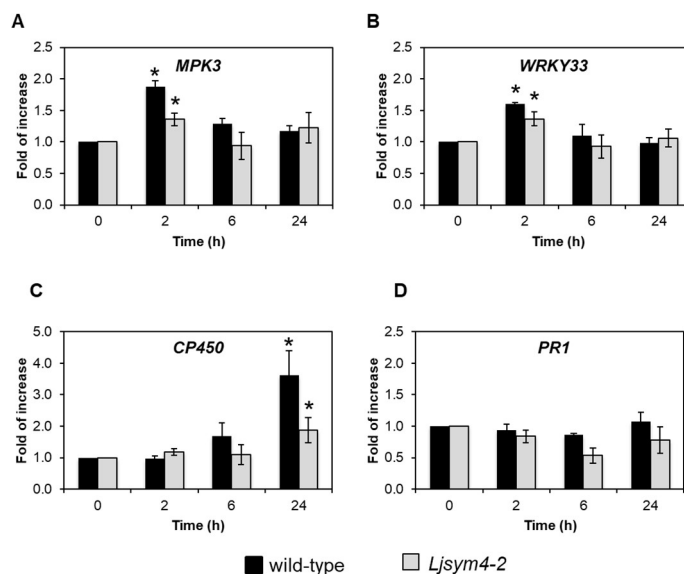 A
MPK3
Fold of increase
2.5
2.0
1.5
1.0
0.5
0.0
*
*
0 2 6 24
Time (h)
B
WRKY33
Fold of increase
2.5
2.0
1.5
1.0
0.5
0.0
* *
0 2 6 24
Time (h)
C
CP450
Fold of increase
5.0
4.0
3.0
2.0
1.0
0.0
*
*
0 2 6 24
Time (h)
D
PR1
Fold of increase
2.5
2.0
1.5
1.0
0.5
0.0
0 2 6 24
Time (h)
wild-type Ljsym4-2